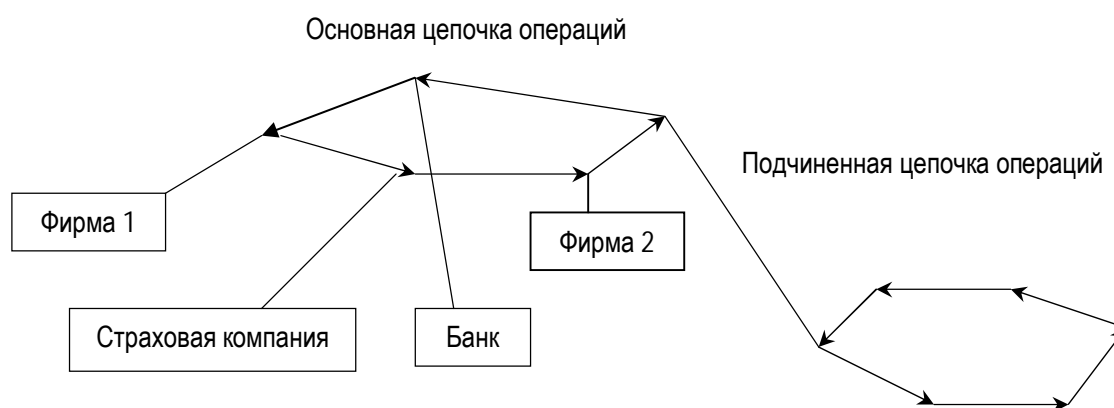 Основная цепочка операций
Подчиненная цепочка операций
Фирма 1
Фирма 2
Страховая компания
Банк